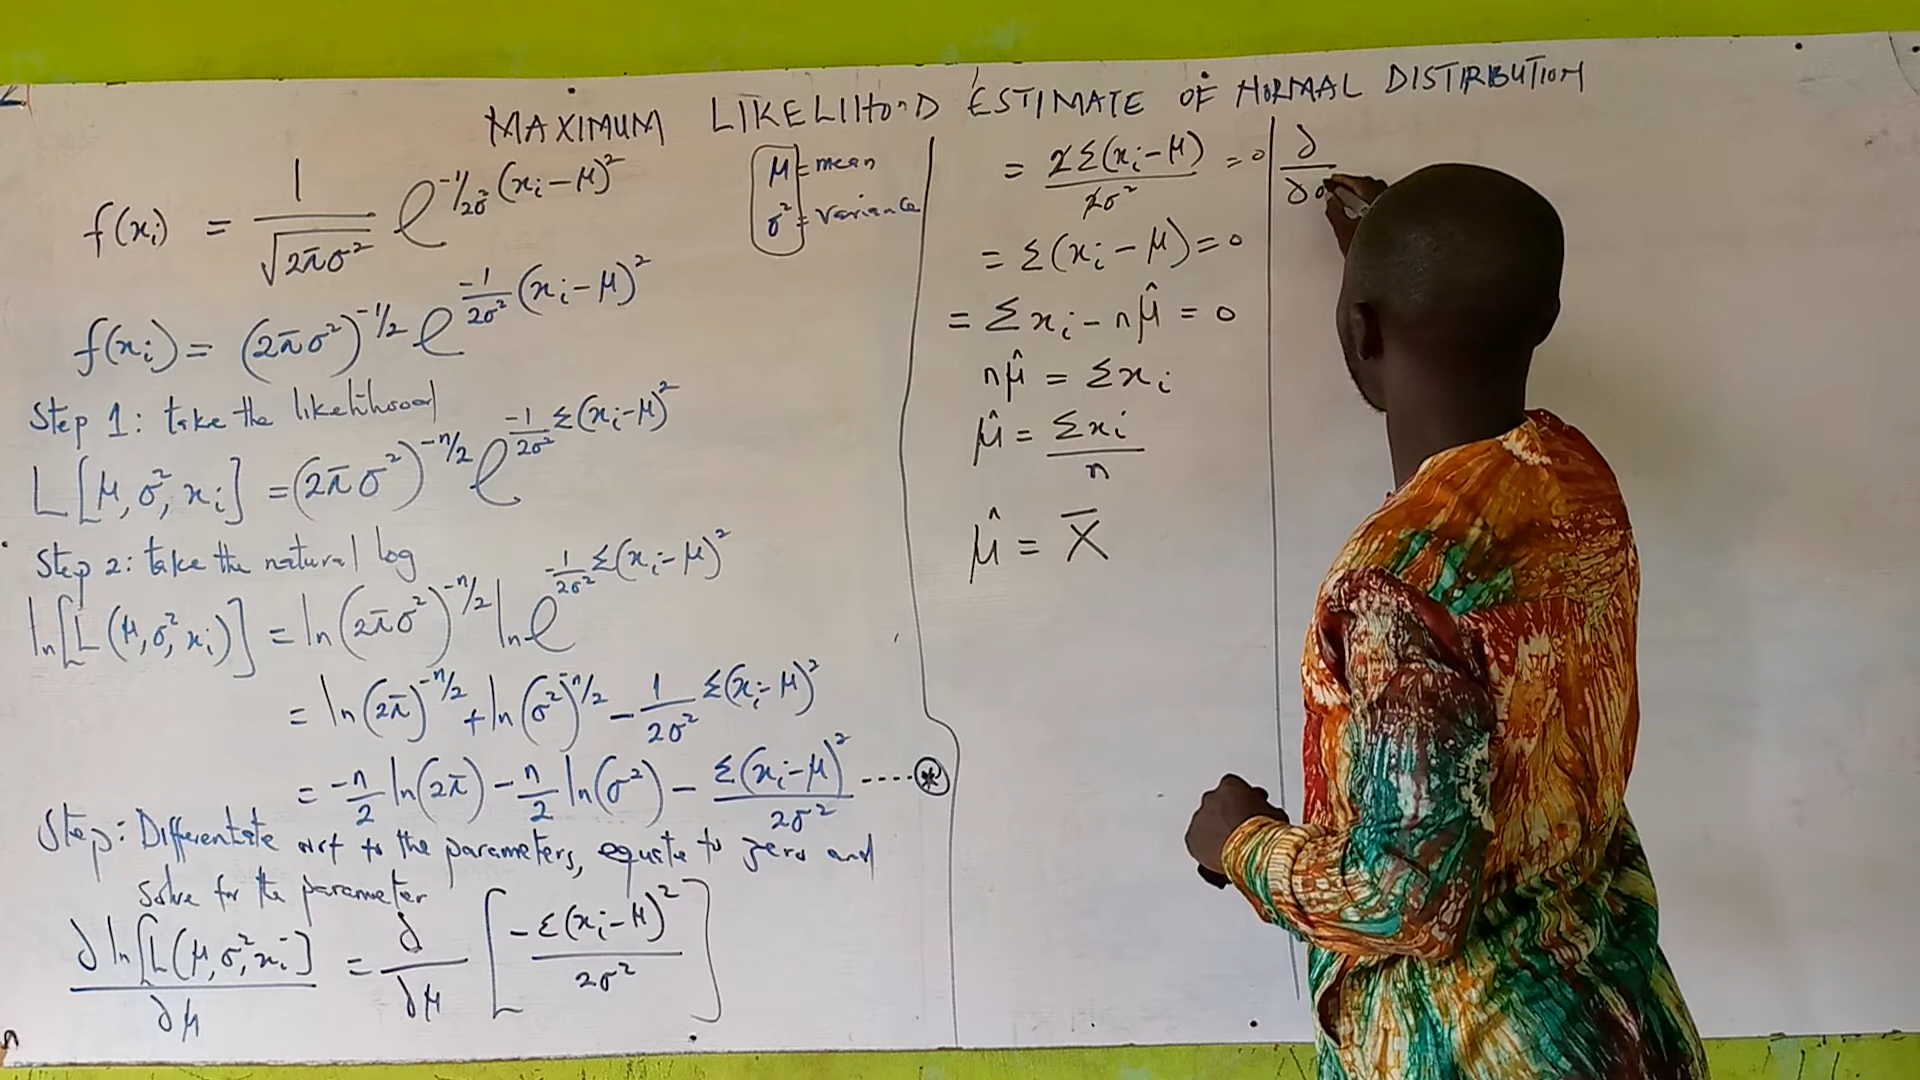 MAXIMUM LIKELIHOOD ESTIMATE OF NORMAL DISTIRBUTION
f(xᵢ) = 1/√(2πσ²) e^(-1/2σ² (xᵢ-μ)²)
μ = mean
σ² = variance
f(xᵢ) = (2πσ²)^(-1/2) e^(-1/2σ² (xᵢ-μ)²)
Step 1: take the likelihood
L[μ, σ², xᵢ] = (2πσ²)^(-n/2) e^(-1/2σ² Σ(xᵢ-μ)²)
Step 2: take the natural log
ln[L(μ, σ², xᵢ)] = ln(2πσ²)^(-n/2) ln e^(-1/2σ² Σ(xᵢ-μ)²)
= ln(2π)^(-n/2) + ln(σ²)^(-n/2) - 1/2σ² Σ(xᵢ-μ)²
= -n/2 ln(2π) - n/2 ln(σ²) - Σ(xᵢ-μ)²/2σ² ---- ⊛
Step: Differentiate wrt to the parameters, equate to zero and
solve for the parameter
∂ ln[L(μ, σ², xᵢ]/∂μ = ∂/∂μ [-Σ(xᵢ-μ)²/2σ²]
= 2Σ(xᵢ-μ)/2σ² = 0
= Σ(xᵢ-μ) = 0
= Σxᵢ - nμ̂ = 0
nμ̂ = Σxᵢ
μ̂ = Σxᵢ/n
μ̂ = X̄
∂/∂σ